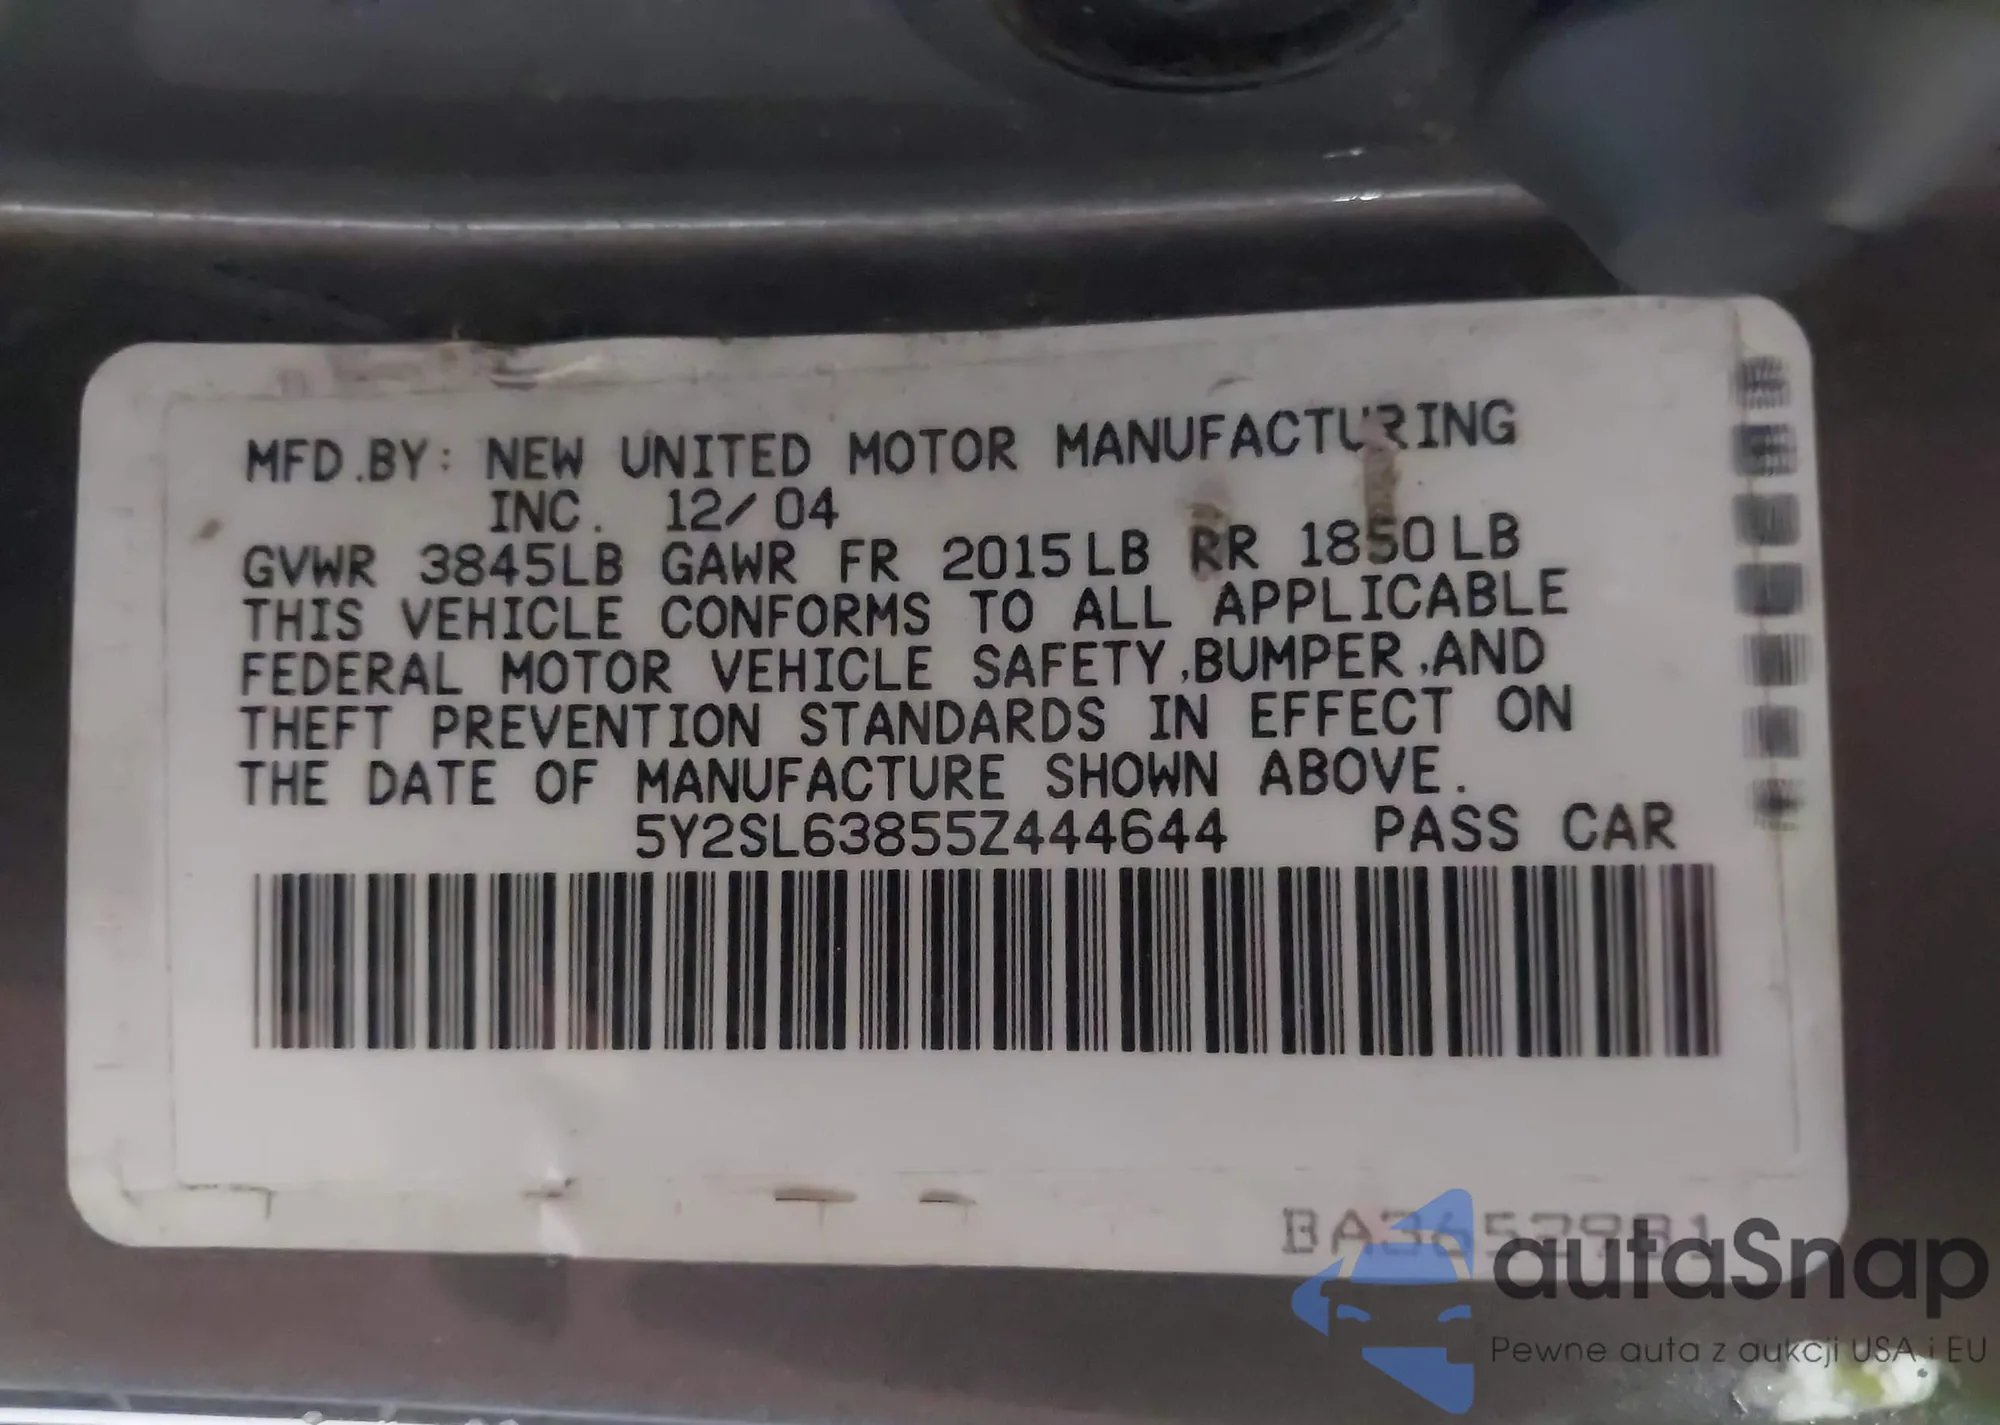 MFD.BY: NEW UNITED MOTOR MANUFACTURING
INC. 12/04
GVWR 3845LB GAWR FR 2015LB RR 1850LB
THIS VEHICLE CONFORMS TO ALL APPLICABLE
FEDERAL MOTOR VEHICLE SAFETY,BUMPER,AND
THEFT PREVENTION STANDARDS IN EFFECT ON
THE DATE OF MANUFACTURE SHOWN ABOVE.
5Y2SL63855Z444644 PASS CAR
BA3652981
autaSnap
Pewne auta z aukcji USA i EU